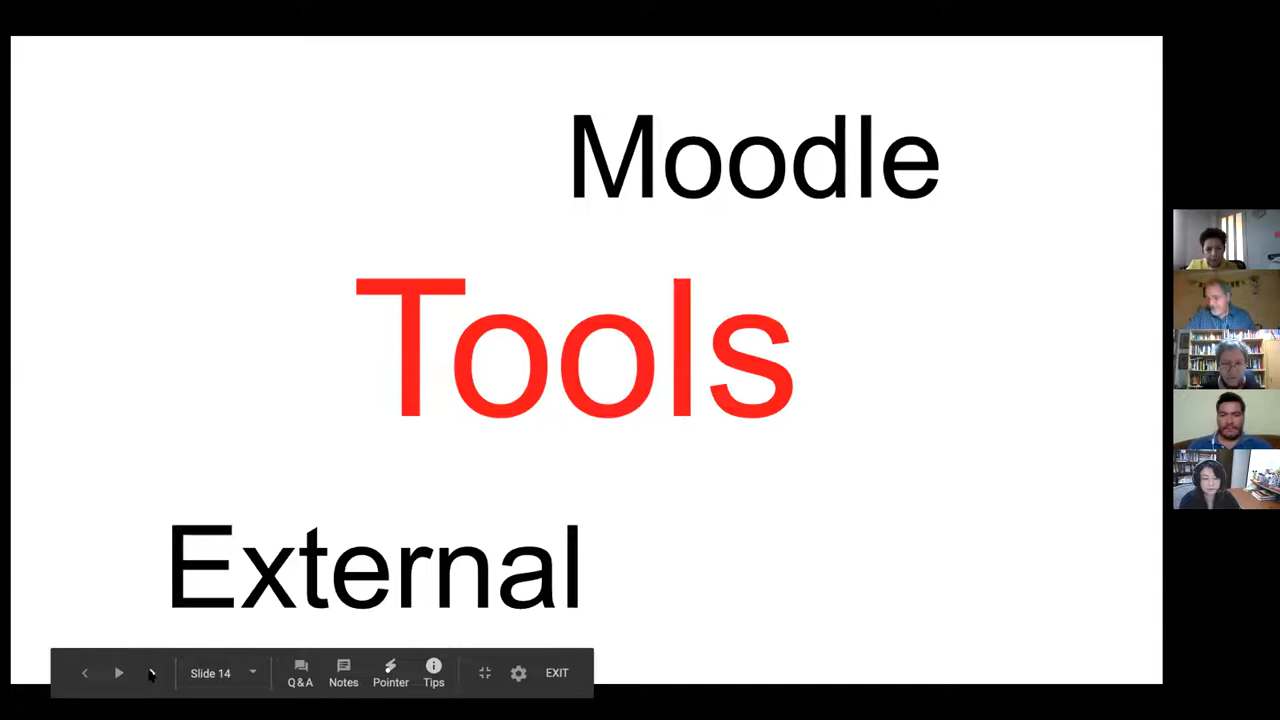 Moodle
Tools
External
Slide 14
Q&A
Notes
Pointer
Tips
EXIT